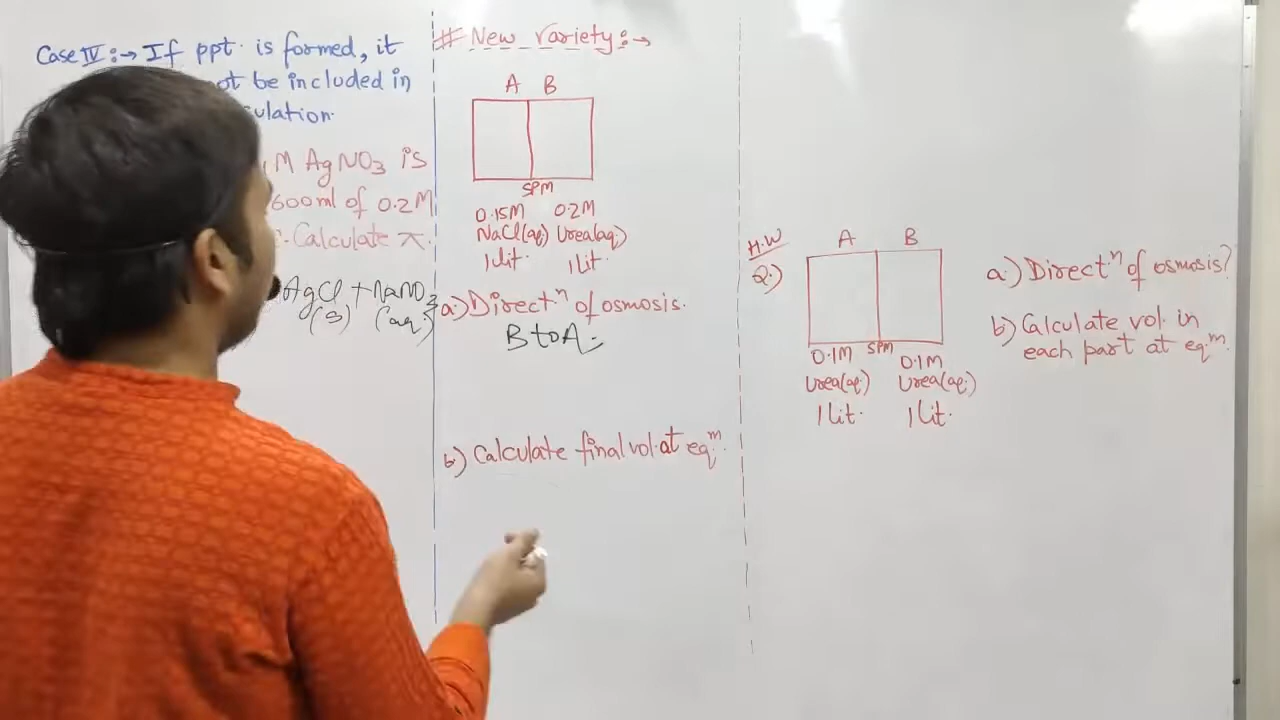 Case IV:→ If ppt. is formed, it
not be included in
culation.
M AgNO3 is
600ml of 0.2M
Calculate π.
AgCl + NaNO3
(s) (aq)
# New Variety:→
A B
SPM
0.15M 0.2M
NaCl(aq) Urea(aq)
1 lit. 1 lit.
a.) Directⁿ of osmosis.
B to A.
b.) Calculate final vol. at eqᵐ.
H.W
Q.)
A B
0.1M SPM 0.1M
Urea(aq.) Urea(aq.)
1 lit. 1 lit.
a.) Directⁿ of osmosis?
b) Calculate vol. in
each part at eqᵐ.